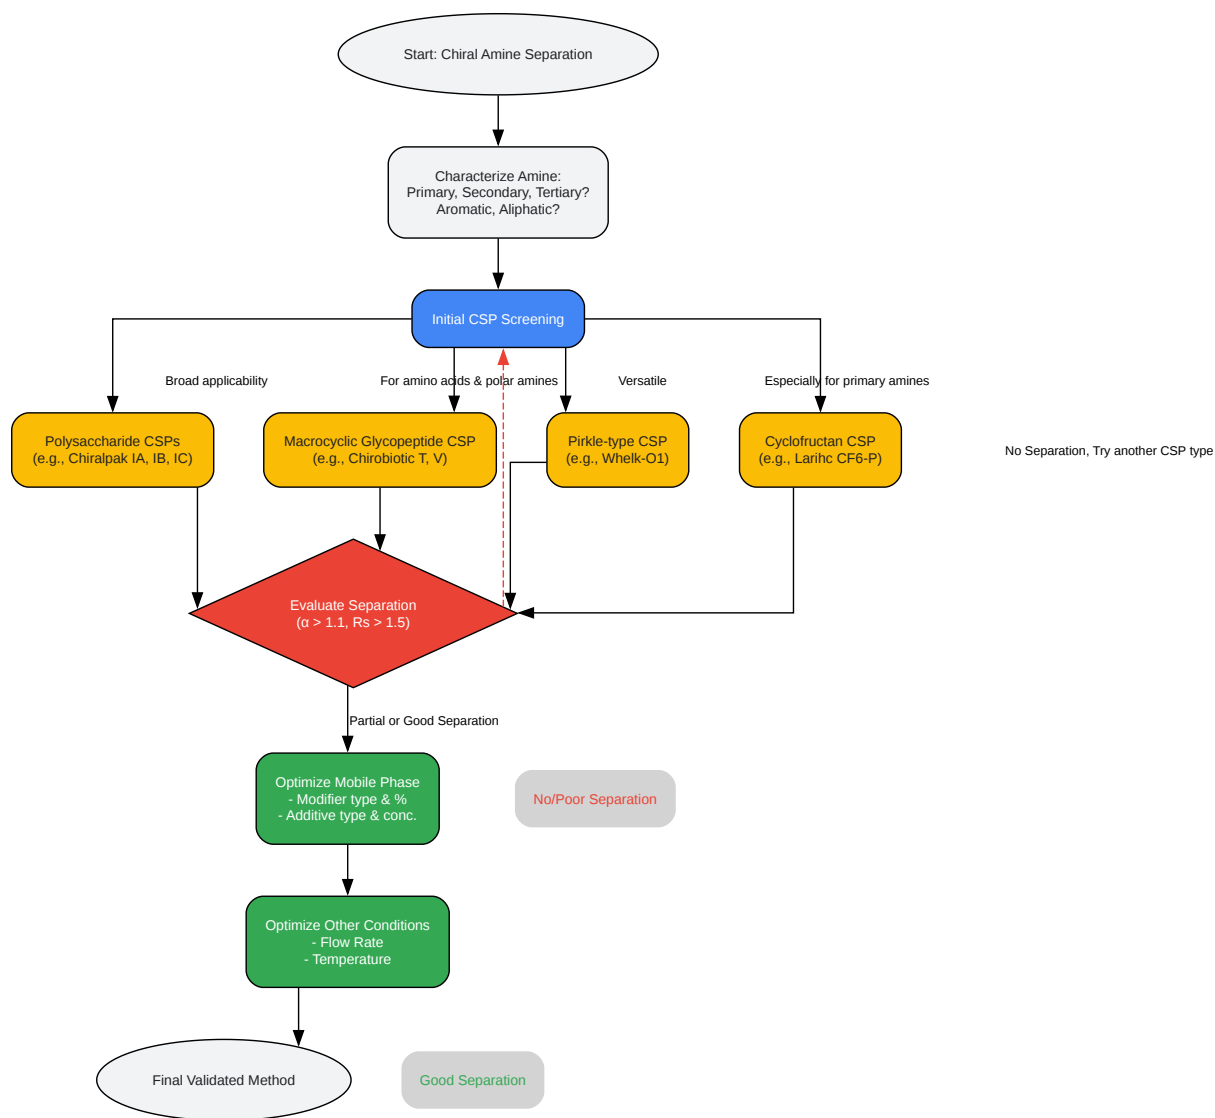 Start: Chiral Amine Separation
Characterize Amine:
Primary, Secondary, Tertiary?
Aromatic, Aliphatic?
Initial CSP Screening
Broad applicability
For amino acids & polar amines
Versatile
Especially for primary amines
Polysaccharide CSPs
(e.g., Chiralpak IA, IB, IC)
Macrocyclic Glycopeptide CSP
(e.g., Chirobiotic T, V)
Pirkle-type CSP
(e.g., Whelk-O1)
Cyclofructan CSP
(e.g., Larihc CF6-P)
No Separation, Try another CSP type
Evaluate Separation
(α > 1.1, Rs > 1.5)
Partial or Good Separation
Optimize Mobile Phase
- Modifier type & %
- Additive type & conc.
No/Poor Separation
Optimize Other Conditions
- Flow Rate
- Temperature
Final Validated Method
Good Separation